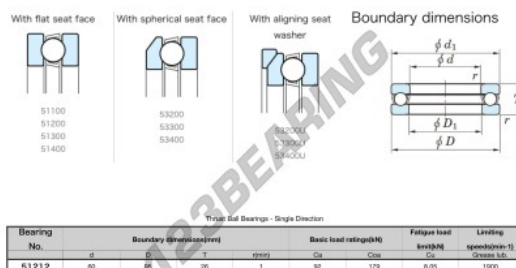 With flat seat face
With spherical seat face
With aligning seat
washer
Boundary dimensions
51100
51200
51300
51400
53200
53300
53400
53200U
53300U
53400U
φ d₁
φ d
r
T
r
φ D₁
φ D
123BEARING
Thrust Ball Bearings - Single Direction
Bearing No. Boundary dimensions(mm) Basic load ratings(kN) Fatigue load limit(kN) Limiting speeds(min-1)
d D T r(min) Ca Coa Cu Grease lub.
51212 60 95 26 1 92 179 8.05 1900